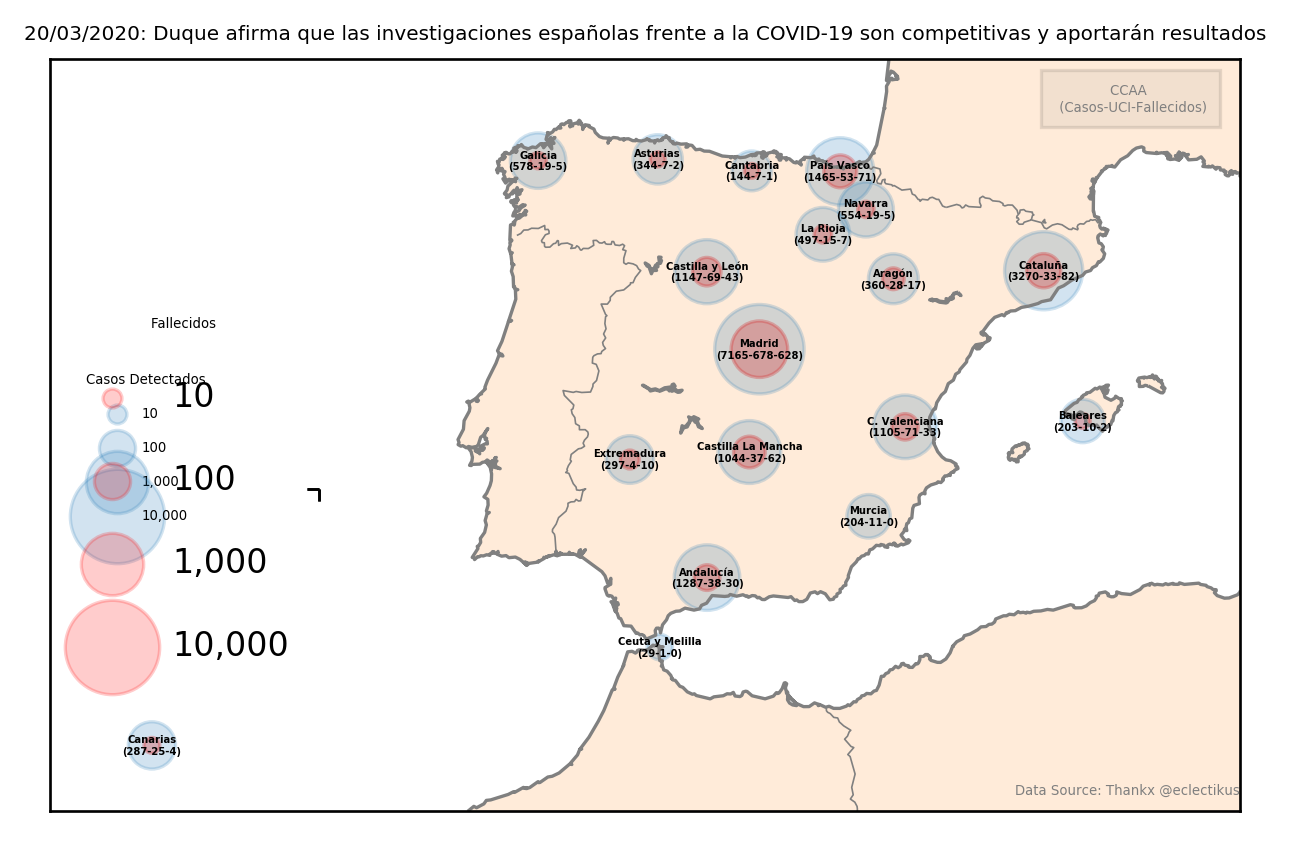 20/03/2020: Duque afirma que las investigaciones españolas frente a la COVID-19 son competitivas y aportarán resultados
CCAA
(Casos-UCI-Fallecidos)
Galicia
(578-19-5)
Asturias
(344-7-2)
Cantabria
(144-7-1)
País Vasco
(1465-53-71)
Navarra
(554-19-5)
La Rioja
(497-15-7)
Castilla y León
(1147-69-43)
Aragón
(360-28-17)
Cataluña
(3270-33-82)
Madrid
(7165-678-628)
Fallecidos
Casos Detectados
10
10
100
100
1,000
10,000
1,000
10,000
C. Valenciana
(1105-71-33)
Baleares
(203-10-2)
Castilla La Mancha
(1044-37-62)
Extremadura
(297-4-10)
Murcia
(204-11-0)
Andalucía
(1287-38-30)
Ceuta y Melilla
(29-1-0)
Canarias
(287-25-4)
Data Source: Thankx @eclectikus